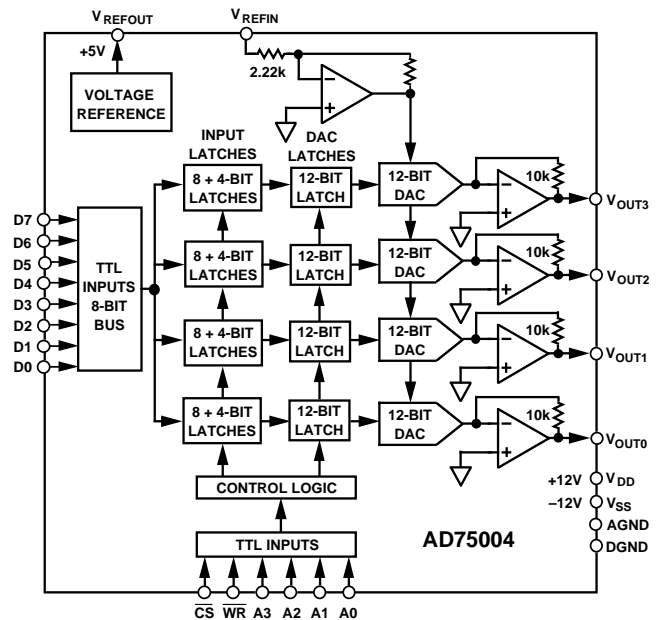 VREFOUT
VREFIN
+5V
2.22k
VOLTAGE
REFERENCE
–
+
INPUT
LATCHES
DAC
LATCHES
8 + 4-BIT
LATCHES
12-BIT
LATCH
12-BIT
DAC
10k
–
+
VOUT3
D7
D6
D5
D4
D3
D2
D1
D0
TTL
INPUTS
8-BIT
BUS
8 + 4-BIT
LATCHES
12-BIT
LATCH
12-BIT
DAC
10k
–
+
VOUT2
8 + 4-BIT
LATCHES
12-BIT
LATCH
12-BIT
DAC
10k
–
+
VOUT1
8 + 4-BIT
LATCHES
12-BIT
LATCH
12-BIT
DAC
10k
–
+
VOUT0
CONTROL LOGIC
+12V
VDD
–12V
VSS
AGND
DGND
TTL INPUTS
AD75004
CS
WR
A3
A2
A1
A0